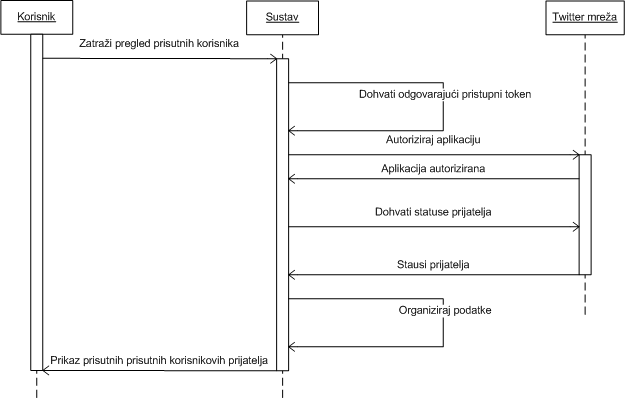 Korisnik
Sustav
Twitter mreža
Zatraži pregled prisutnih korisnika
Dohvati odgovarajući pristupni token
Autoriziraj aplikaciju
Aplikacija autorizirana
Dohvati statuse prijatelja
Stausi prijatelja
Organiziraj podatke
Prikaz prisutnih prisutnih korisnikovih prijatelja